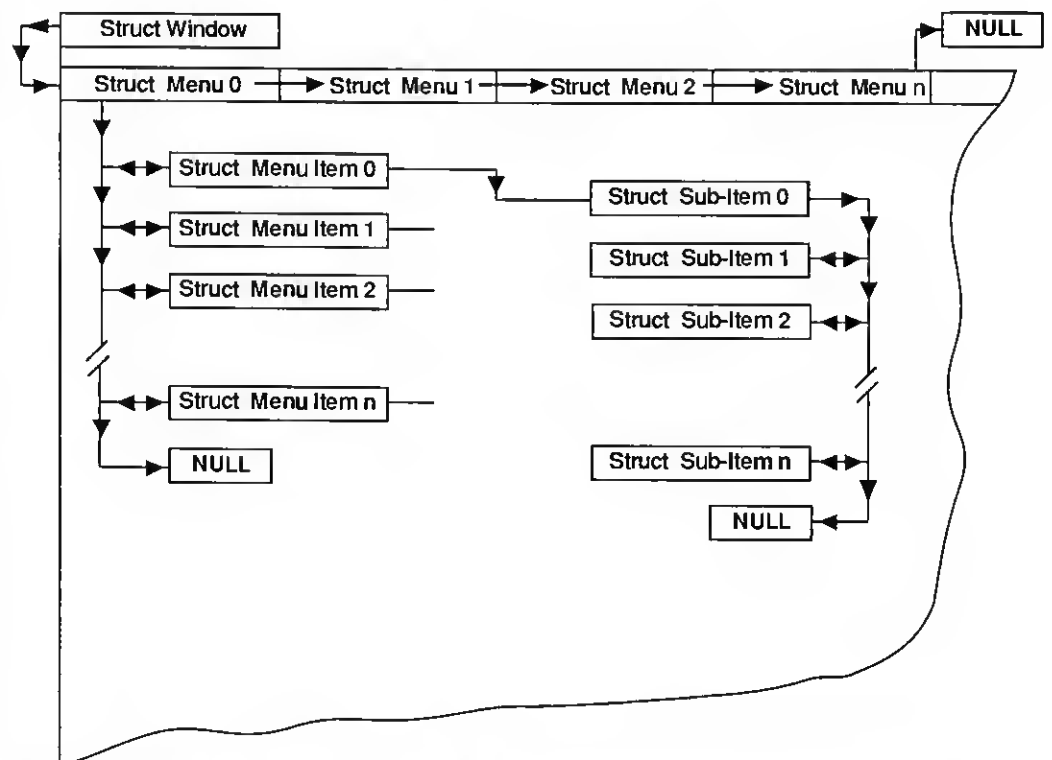 Struct Window
NULL
Struct Menu 0 Struct Menu 1 Struct Menu 2 Struct Menu n
Struct Menu Item 0
Struct Menu Item 1
Struct Menu Item 2
Struct Menu Item n
NULL
Struct Sub-Item 0
Struct Sub-Item 1
Struct Sub-Item 2
Struct Sub-Item n
NULL